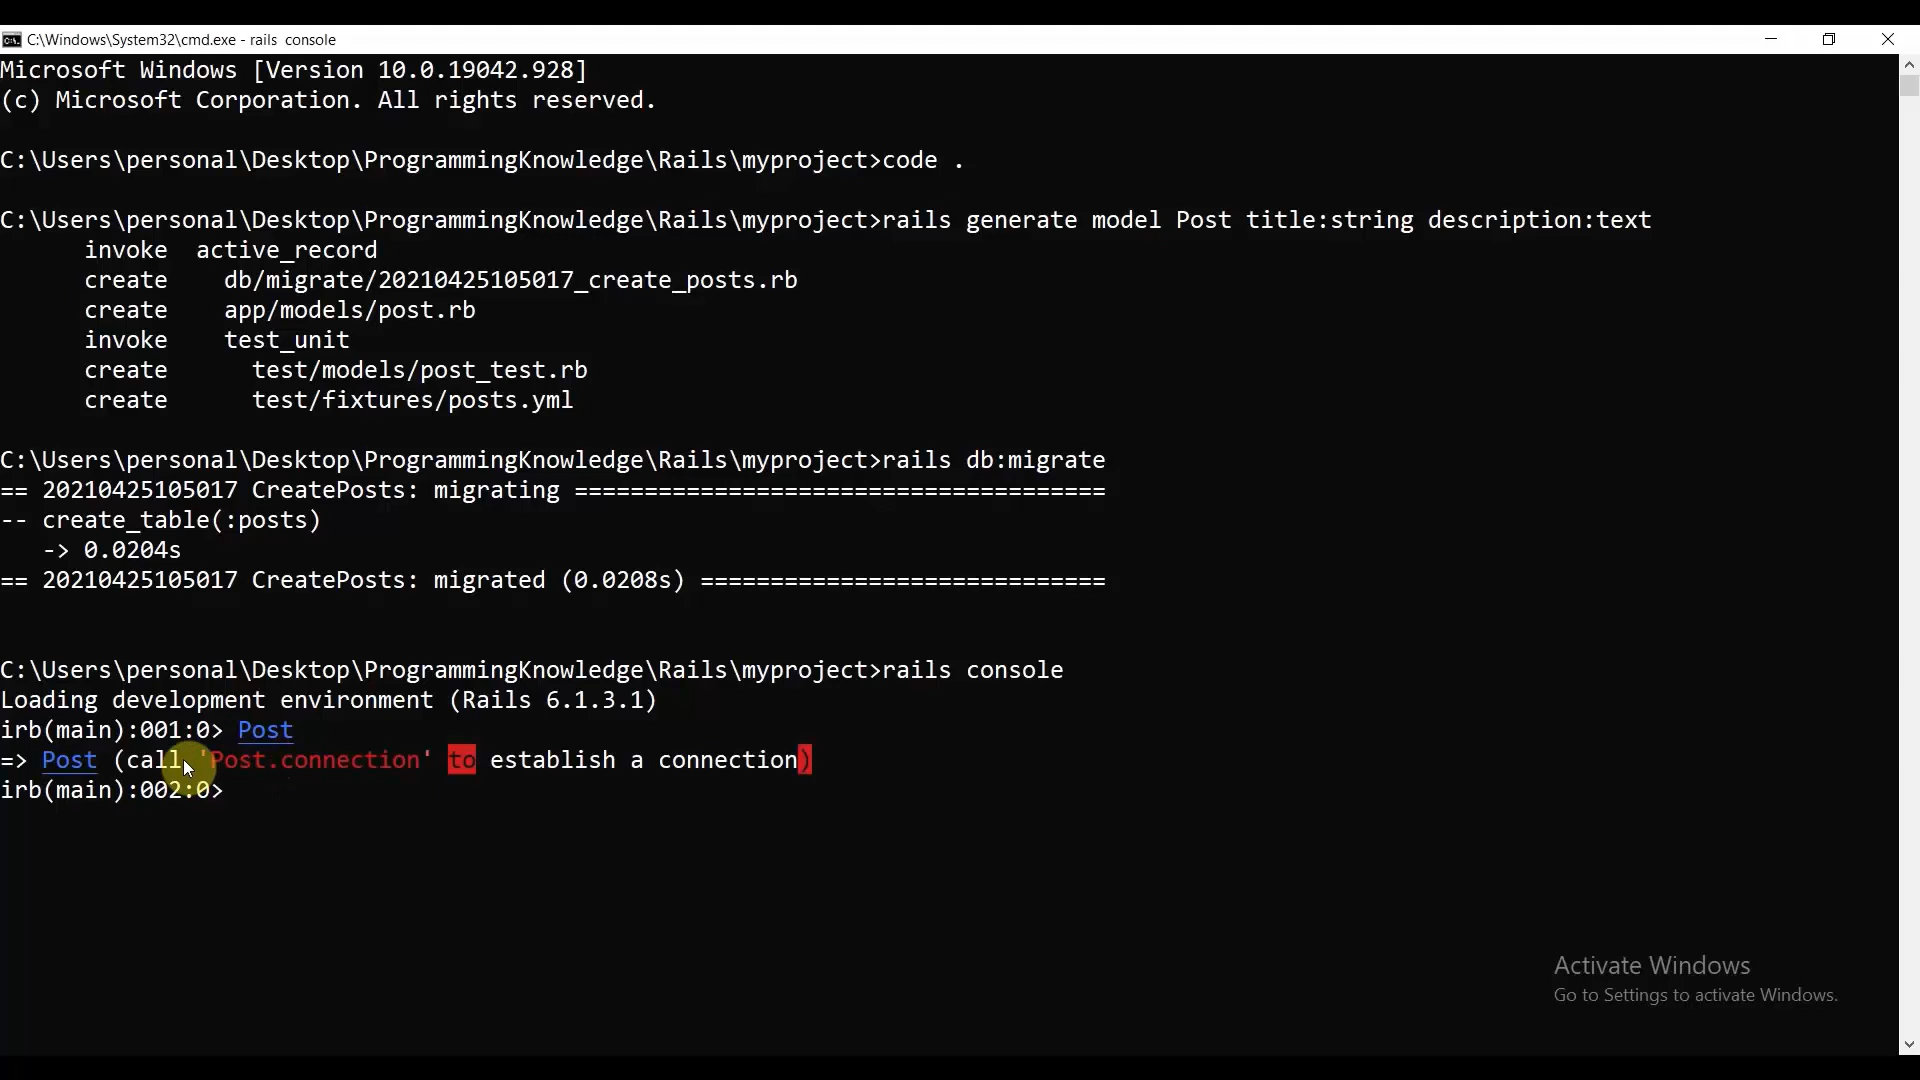 C:\Windows\System32\cmd.exe - rails  console
Microsoft Windows [Version 10.0.19042.928]
(c) Microsoft Corporation. All rights reserved.
C:\Users\personal\Desktop\ProgrammingKnowledge\Rails\myproject>code .
C:\Users\personal\Desktop\ProgrammingKnowledge\Rails\myproject>rails generate model Post title:string description:text
      invoke  active_record
      create    db/migrate/20210425105017_create_posts.rb
      create    app/models/post.rb
      invoke    test_unit
      create      test/models/post_test.rb
      create      test/fixtures/posts.yml
C:\Users\personal\Desktop\ProgrammingKnowledge\Rails\myproject>rails db:migrate
== 20210425105017 CreatePosts: migrating ======================================
-- create_table(:posts)
   -> 0.0204s
== 20210425105017 CreatePosts: migrated (0.0208s) =============================
C:\Users\personal\Desktop\ProgrammingKnowledge\Rails\myproject>rails console
Loading development environment (Rails 6.1.3.1)
irb(main):001:0> Post
=> Post (call 'Post.connection' to establish a connection)
irb(main):002:0>
Activate Windows
Go to Settings to activate Windows.